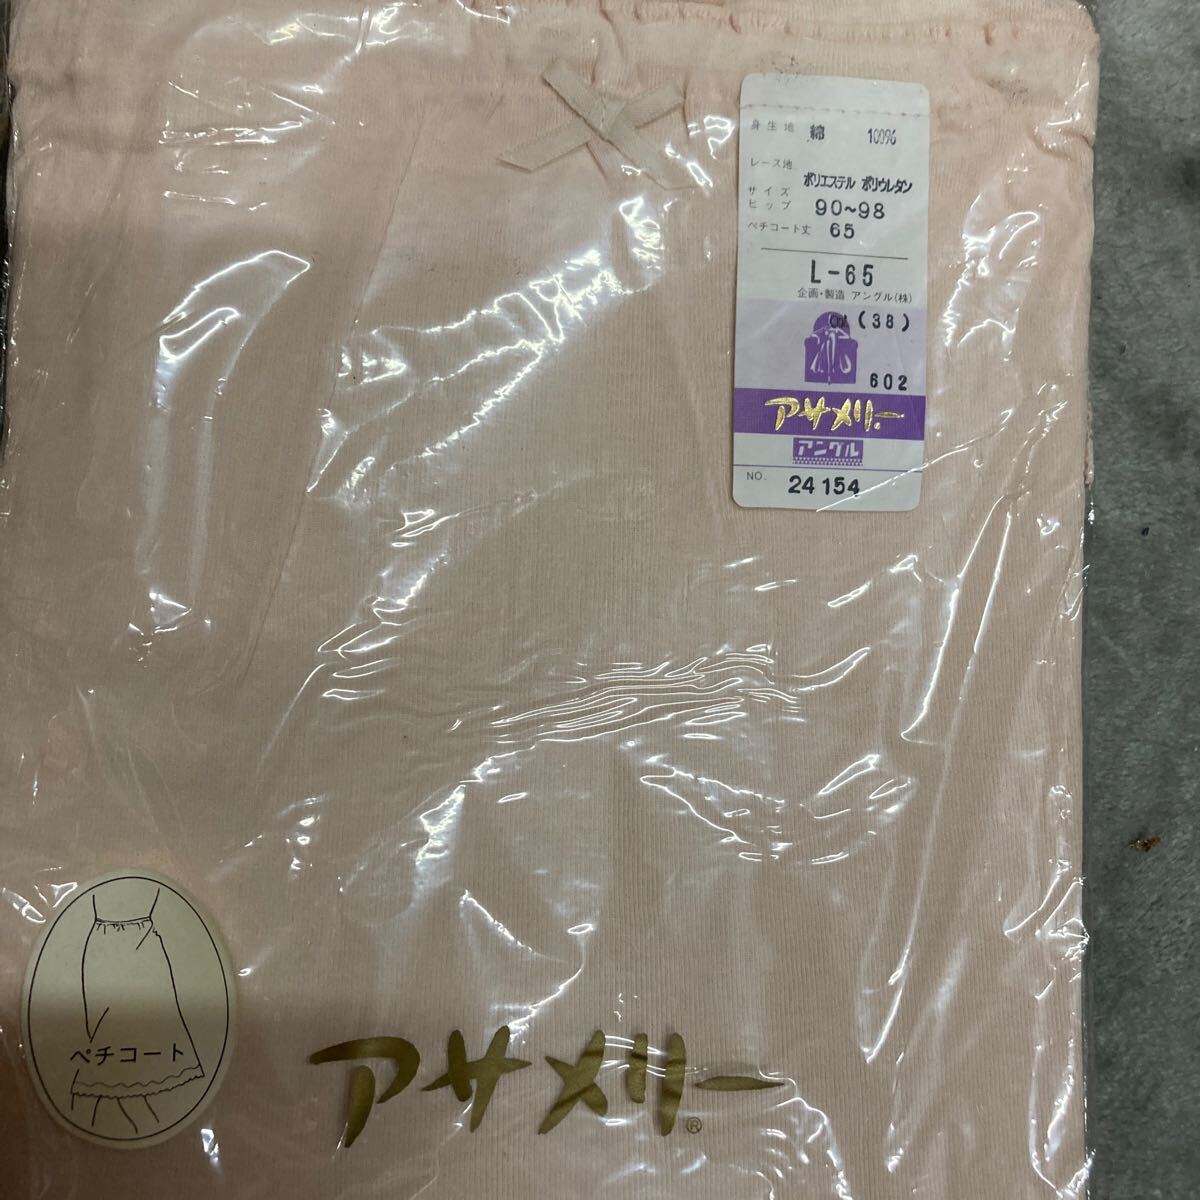 身生地 綿 100%
レース地
ポリエステル ポリウレタン
サイズ
ヒップ 90~98
ペチコート丈 65
L-65
企画・製造 アングル(株)
(38)
602
アサメリー
アングル
NO. 24154
ペチコート
アサメリー®